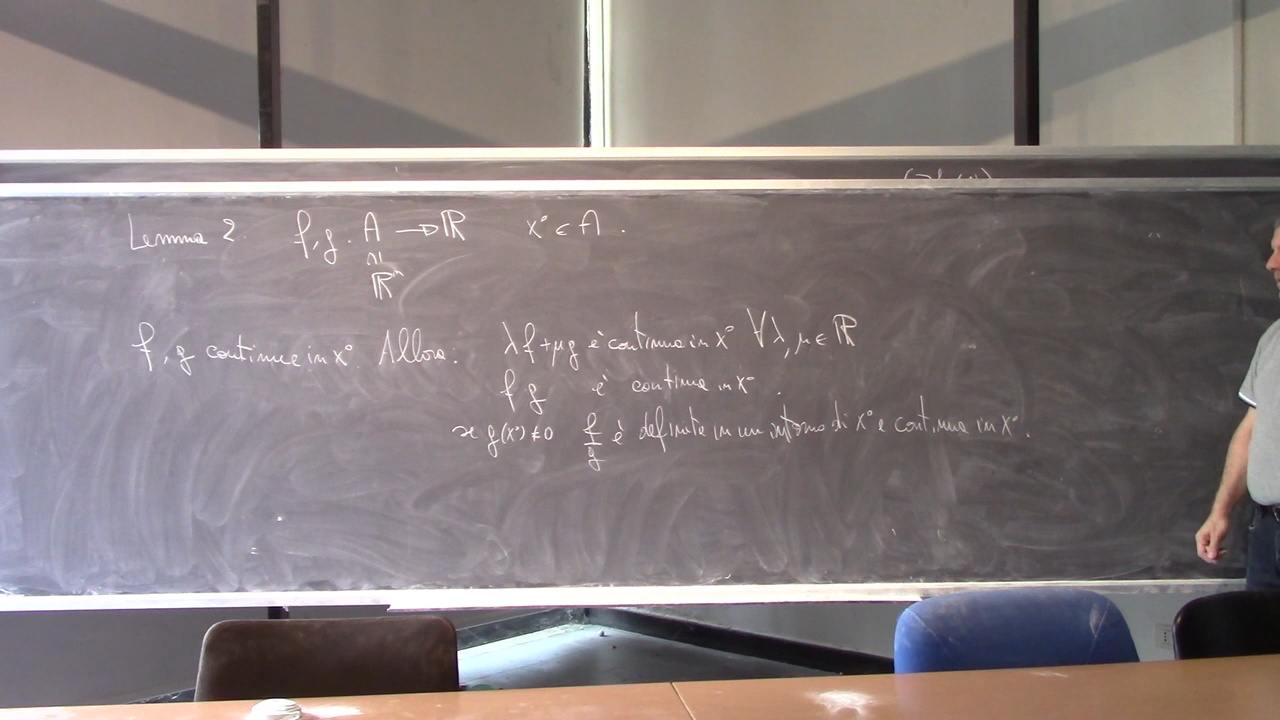 Lemma 2. f, g : A → ℝ x° ∈ A.
∩|
ℝⁿ
f, g continue in x°. Allora: λf+μg è continua in x° ∀λ, μ ∈ ℝ
f g è continua in x°.
se g(x°) ≠ 0 f/g è definita in un intorno di x° e continua in x°.